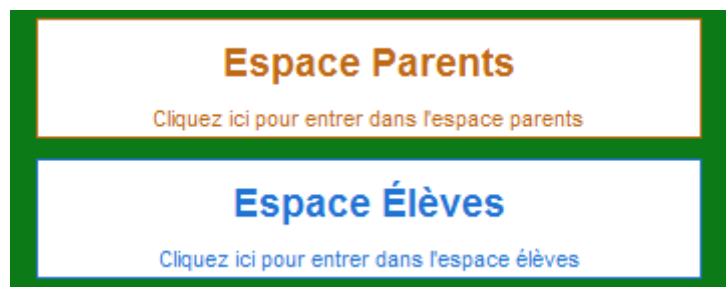 Espace Parents
Cliquez ici pour entrer dans l'espace parents
Espace Élèves
Cliquez ici pour entrer dans l'espace élèves